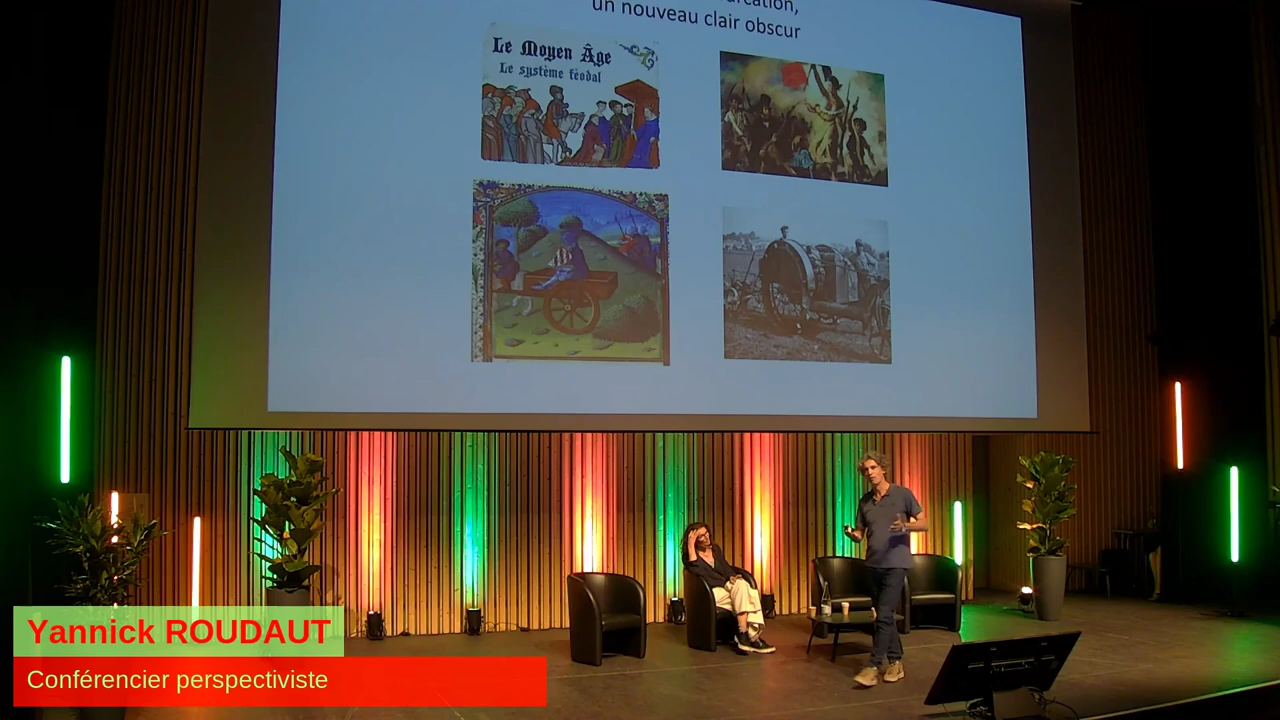 un nouveau clair obscur
Le Moyen Âge
Le système féodal
Yannick ROUDAUT
Conférencier perspectiviste